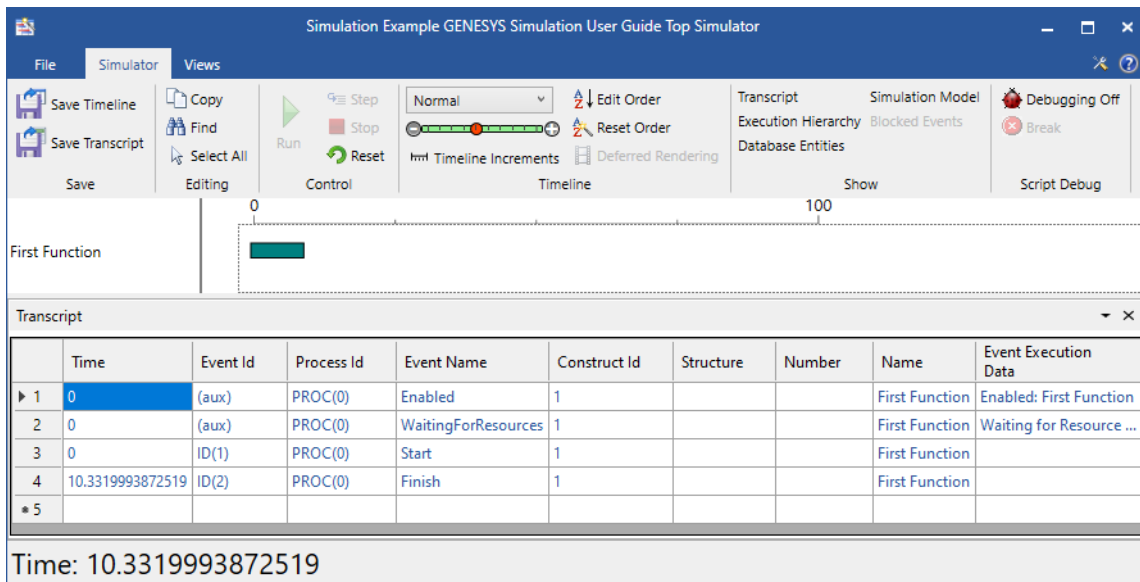 Simulation Example GENESYS Simulation User Guide Top Simulator
File Simulator Views
Save Timeline Copy Step Normal Edit Order Transcript Simulation Model Debugging Off
Find Stop Reset Order Execution Hierarchy Blocked Events Break
Save Transcript Select All Run Reset Timeline Increments Deferred Rendering Database Entities
Save Editing Control Timeline Show Script Debug
0 100
First Function
Transcript
Time Event Id Process Id Event Name Construct Id Structure Number Name Event Execution Data
1 0 (aux) PROC(0) Enabled 1 First Function Enabled: First Function
2 0 (aux) PROC(0) WaitingForResources 1 First Function Waiting for Resource ...
3 0 ID(1) PROC(0) Start 1 First Function
4 10.3319993872519 ID(2) PROC(0) Finish 1 First Function
5
Time: 10.3319993872519